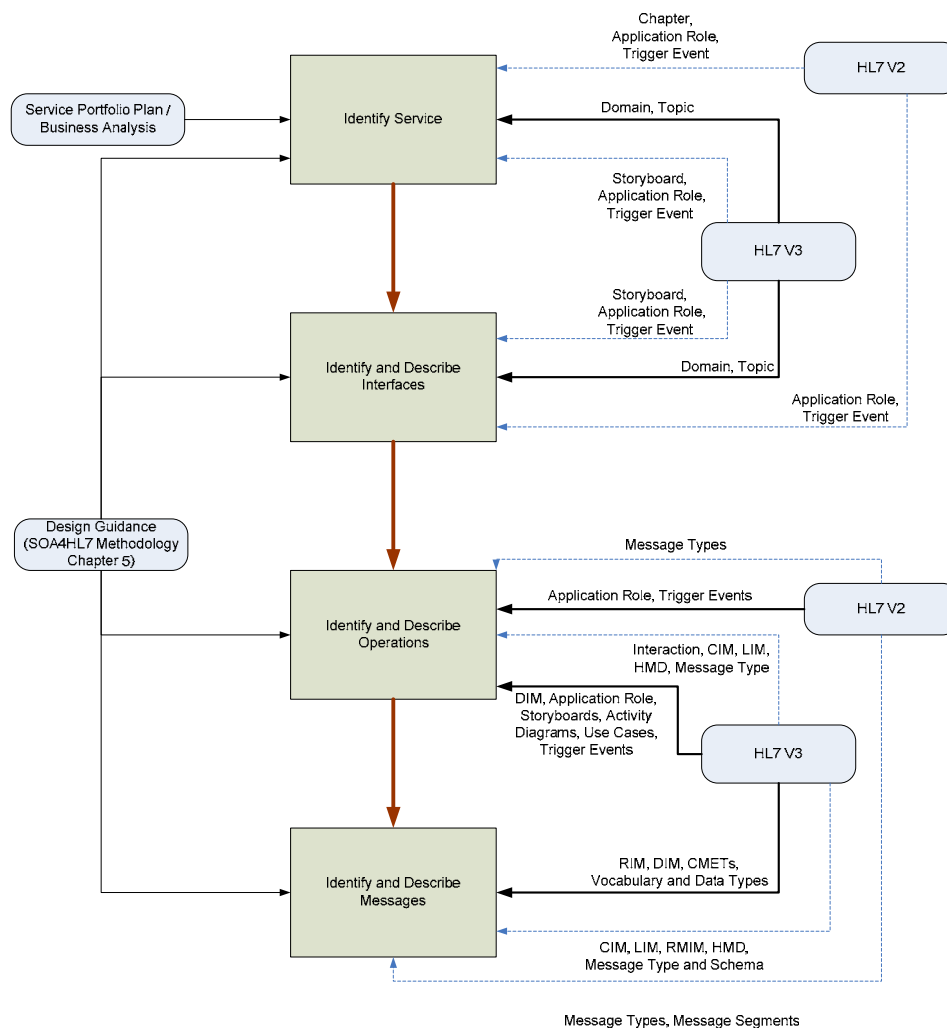 Chapter,
Application Role,
Trigger Event
HL7 V2
Service Portfolio Plan /
Business Analysis
Identify Service
Domain, Topic
Storyboard,
Application Role,
Trigger Event
HL7 V3
Storyboard,
Application Role,
Trigger Event
Identify and Describe
Interfaces
Domain, Topic
Application Role,
Trigger Event
Design Guidance
(SOA4HL7 Methodology
Chapter 5)
Message Types
Application Role, Trigger Events
HL7 V2
Identify and Describe
Operations
Interaction, CIM, LIM,
HMD, Message Type
DIM, Application Role,
Storyboards, Activity
Diagrams, Use Cases,
Trigger Events
HL7 V3
RIM, DIM, CMETs,
Vocabulary and Data Types
Identify and Describe
Messages
CIM, LIM, RMIM, HMD,
Message Type and Schema
Message Types, Message Segments